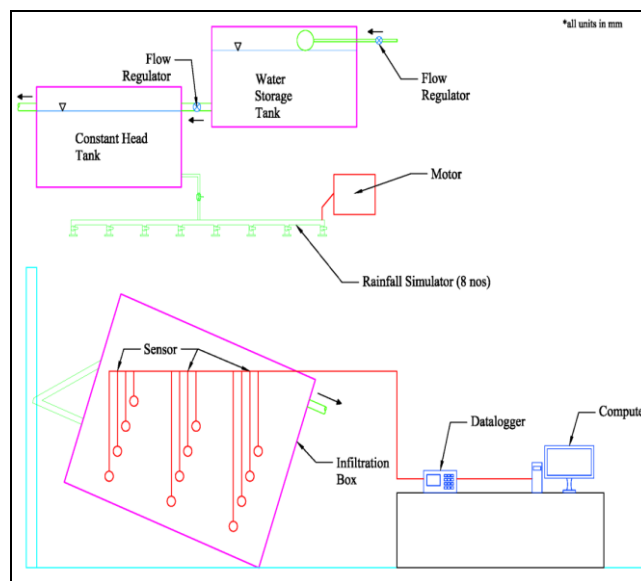 *all units in mm
Flow
Regulator
Water
Storage
Tank
Flow
Regulator
Constant Head
Tank
Motor
Rainfall Simulator (8 nos)
Sensor
Compute
Datalogger
Infiltration
Box